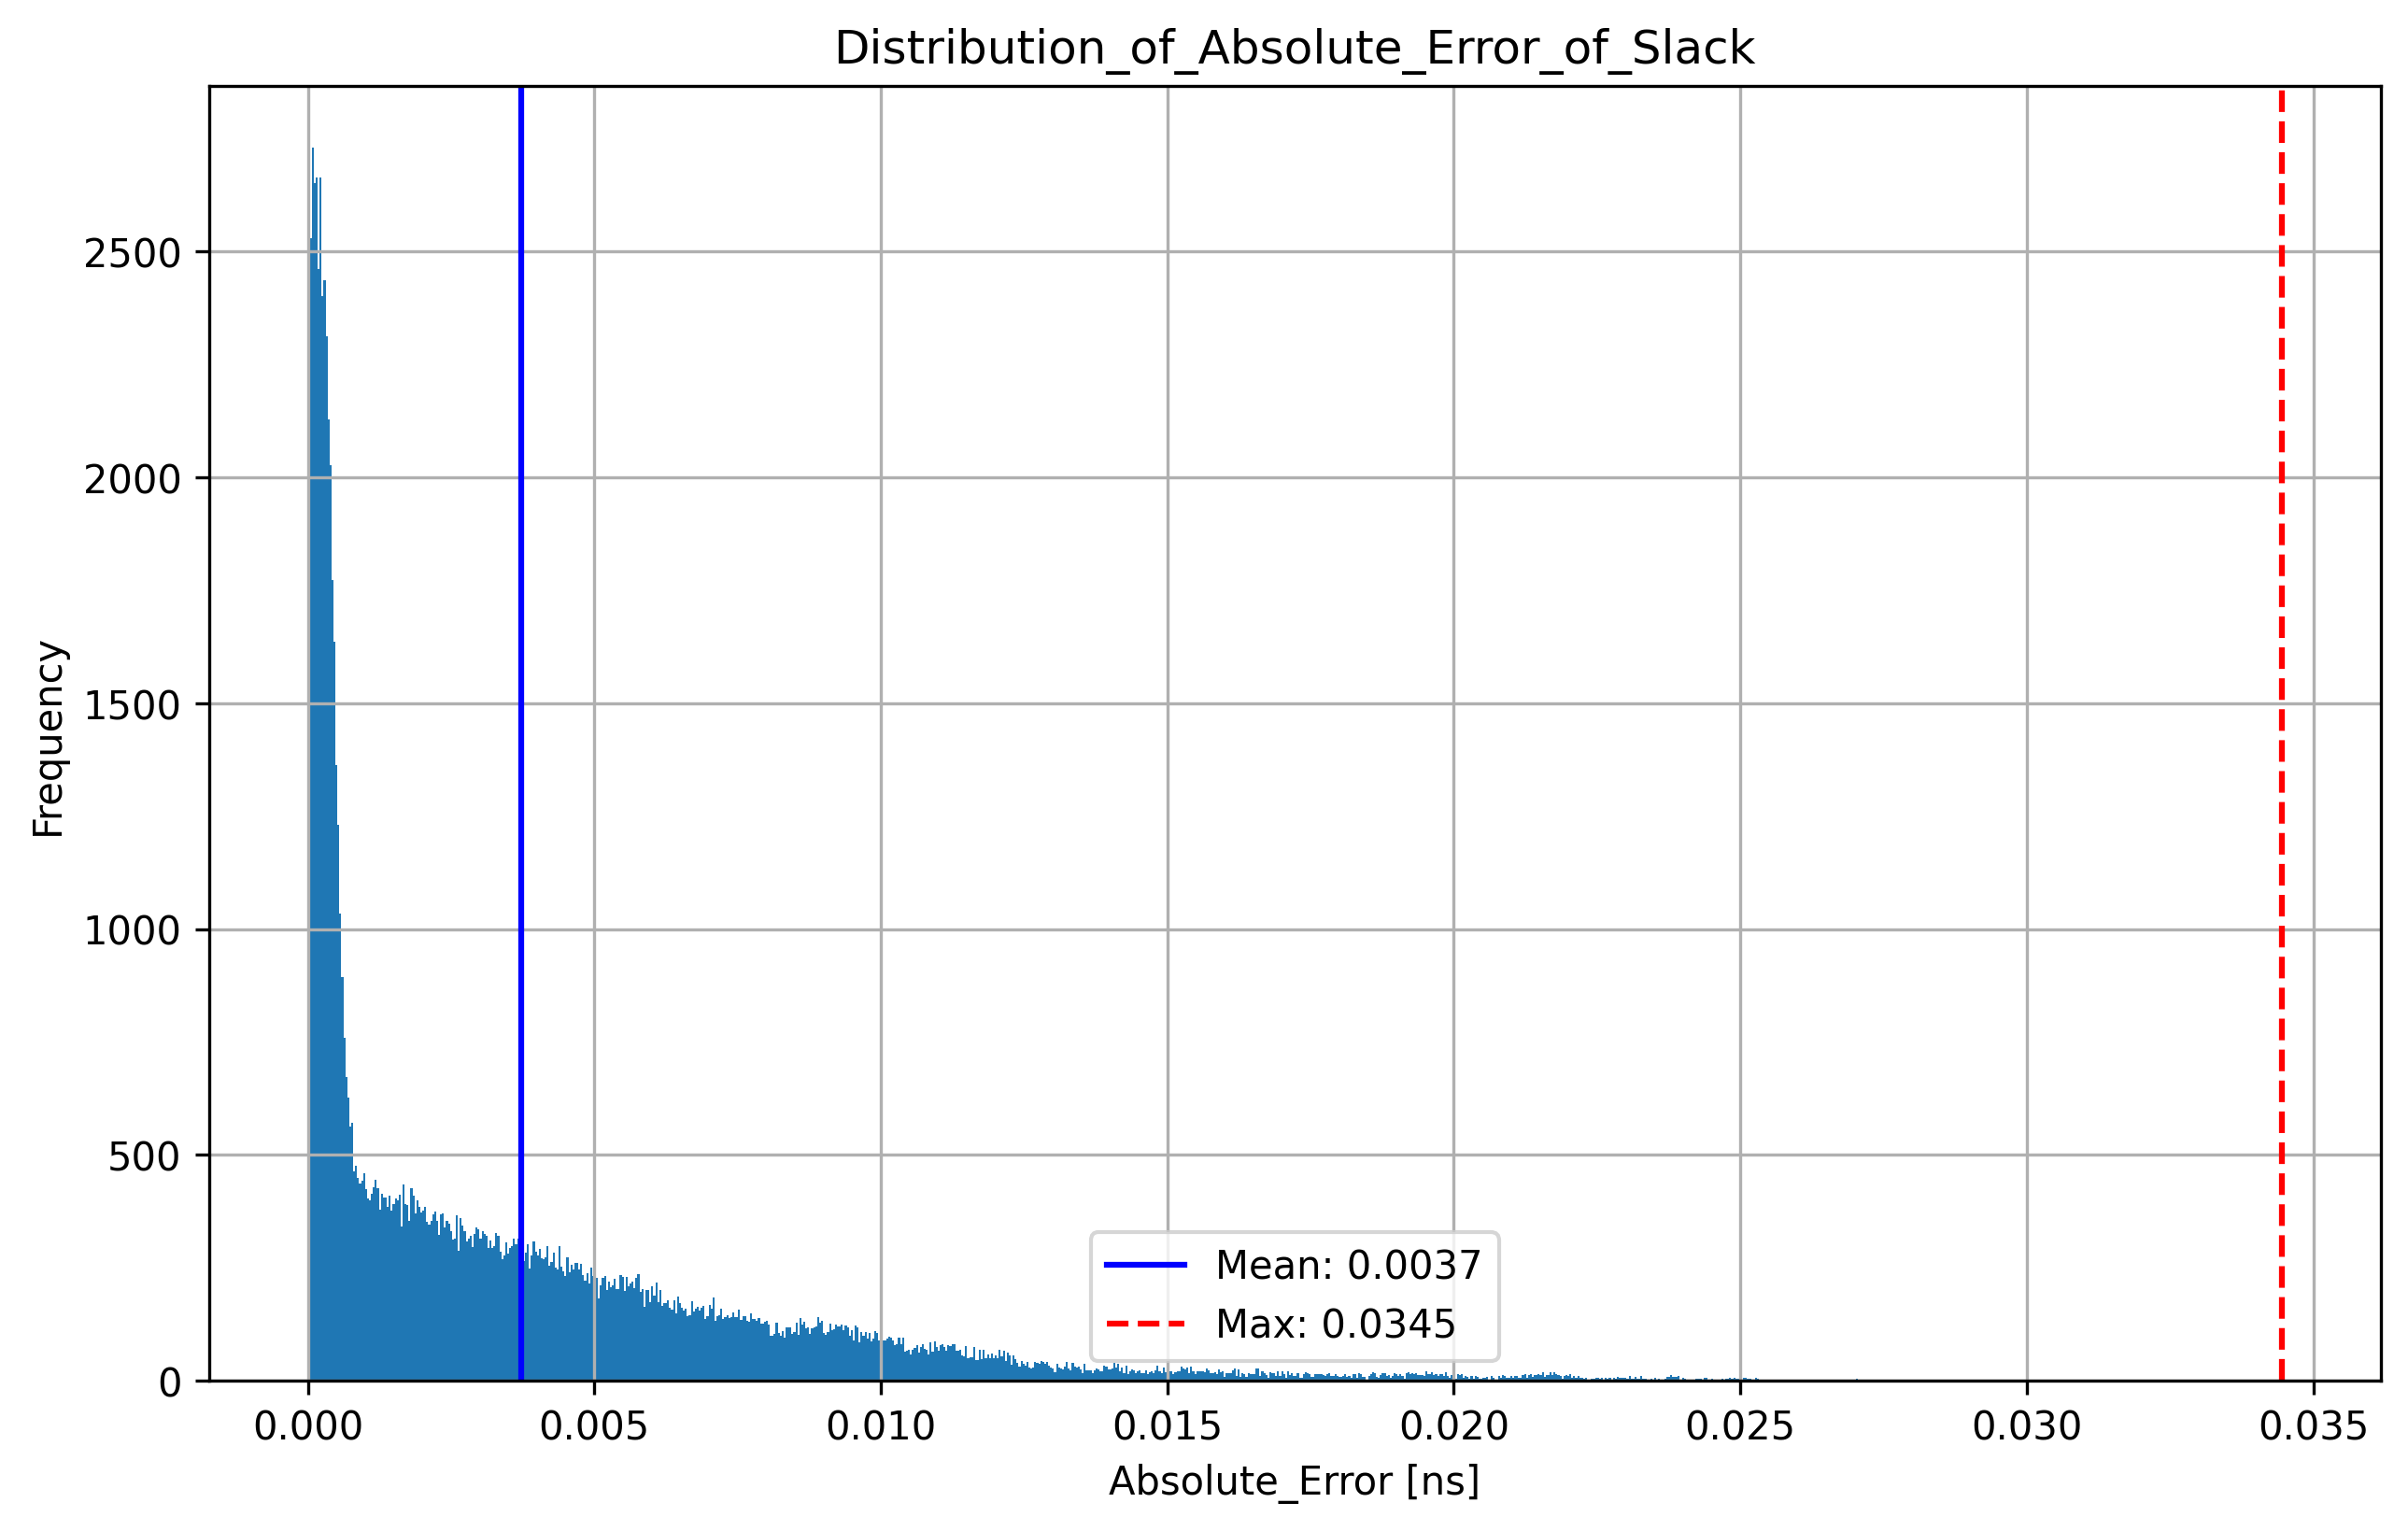 Distribution_of_Absolute_Error_of_Slack
Frequency
2500
2000
1500
1000
500
0
Mean: 0.0037
Max: 0.0345
0.000 0.005 0.010 0.015 0.020 0.025 0.030 0.035
Absolute_Error [ns]